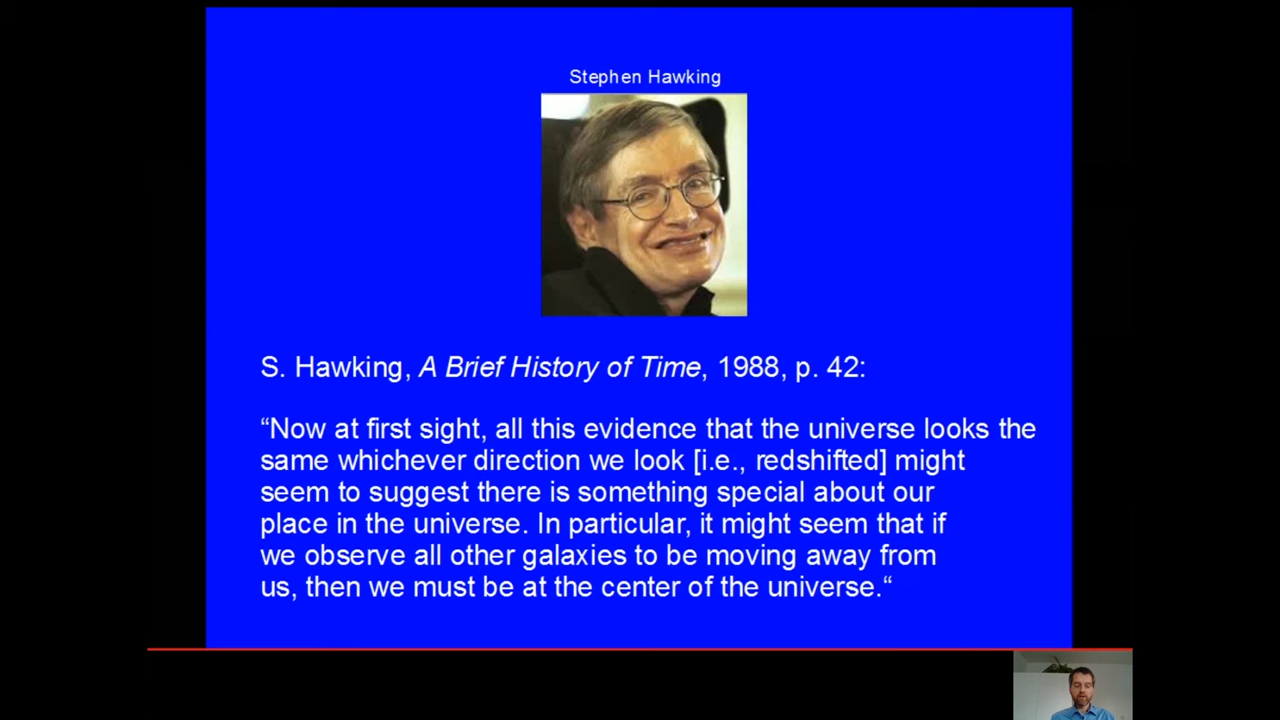 Stephen Hawking
S. Hawking, A Brief History of Time, 1988, p. 42:
“Now at first sight, all this evidence that the universe looks the
same whichever direction we look [i.e., redshifted] might
seem to suggest there is something special about our
place in the universe. In particular, it might seem that if
we observe all other galaxies to be moving away from
us, then we must be at the center of the universe.“